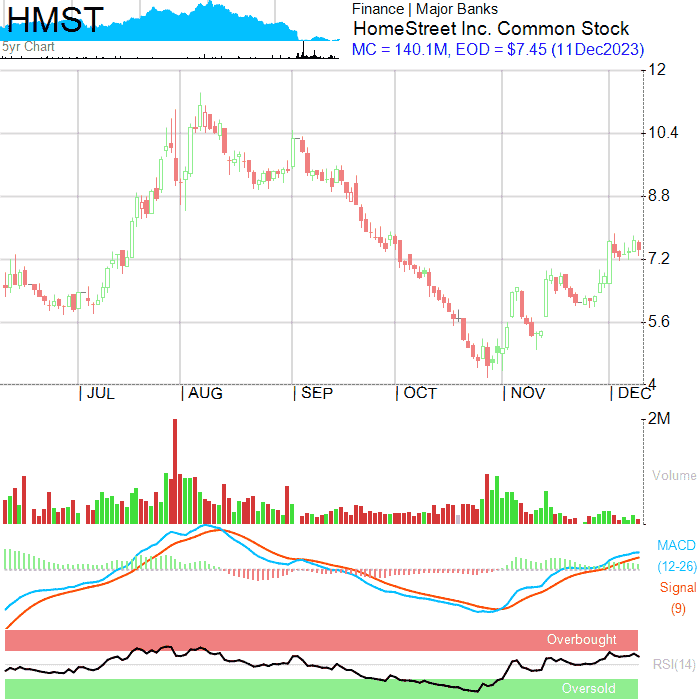 HMST
5yr Chart
Finance | Major Banks
HomeStreet Inc. Common Stock
MC = 140.1M, EOD = $7.45 (11Dec2023)
12
10.4
8.8
7.2
5.6
4
| JUL | AUG | SEP | OCT | NOV | DEC
2M
Volume
MACD
(12-26)
Signal
(9)
Overbought
RSI(14)
Oversold